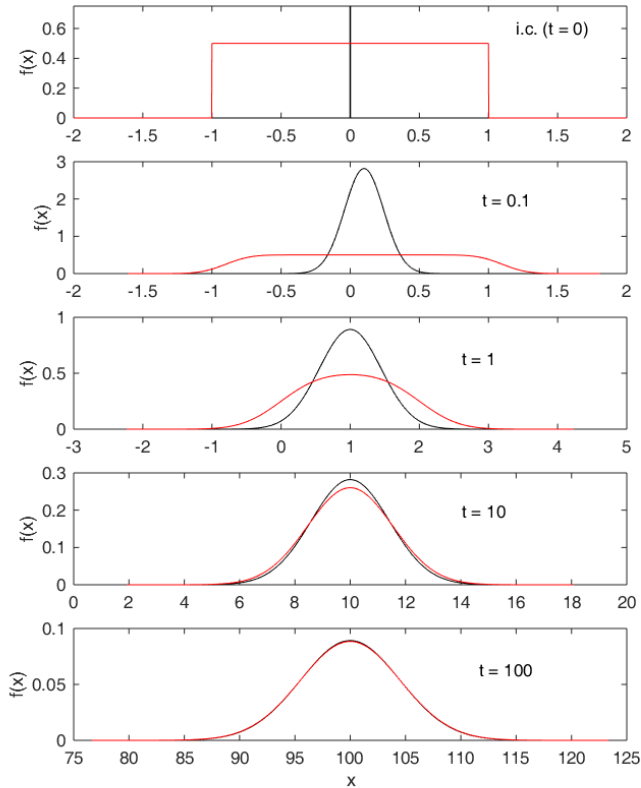 0.6
0.4
0.2
0
f(x)
i.c. (t = 0)
-2 -1.5 -1 -0.5 0 0.5 1 1.5 2
3
2
1
0
f(x)
t = 0.1
-2 -1.5 -1 -0.5 0 0.5 1 1.5 2
1
0.5
0
f(x)
t = 1
-3 -2 -1 0 1 2 3 4 5
0.3
0.2
0.1
0
f(x)
t = 10
0 2 4 6 8 10 12 14 16 18 20
0.1
0.05
0
f(x)
t = 100
75 80 85 90 95 100 105 110 115 120 125
x